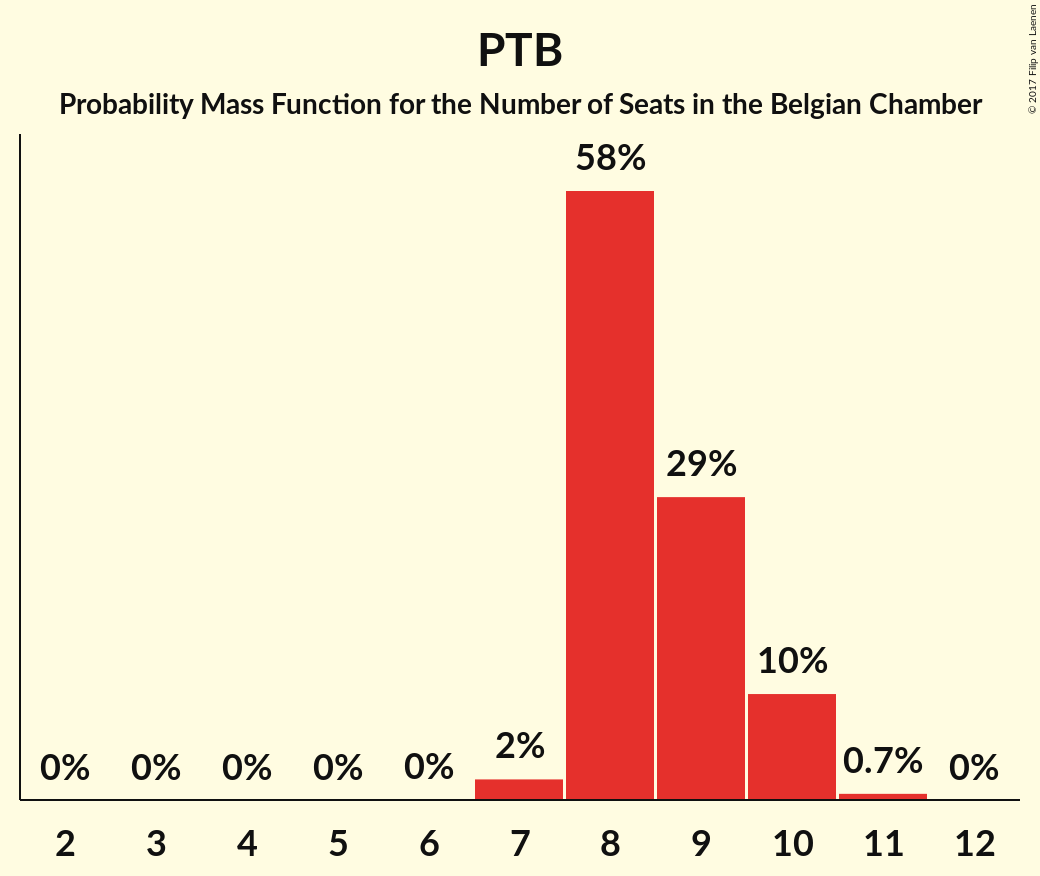 PTB
Probability Mass Function for the Number of Seats in the Belgian Chamber
© 2017 Filip van Laenen
58%
29%
10%
2%
0.7%
0% 0% 0% 0% 0% 0%
2 3 4 5 6 7 8 9 10 11 12